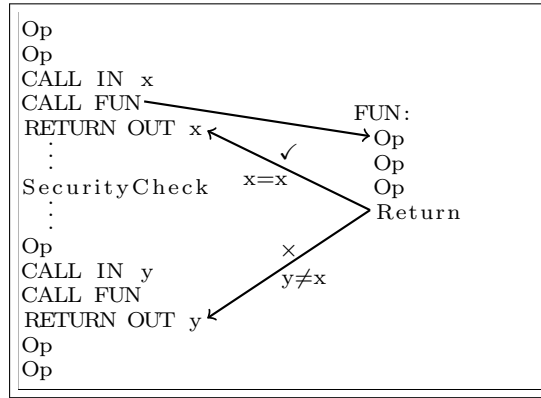 Op
Op
CALL IN x
CALL FUN
RETURN OUT x
⋮
SecurityCheck
⋮
Op
CALL IN y
CALL FUN
RETURN OUT y
Op
Op
FUN:
Op
Op
Op
Return
✓
x=x
×
y≠x